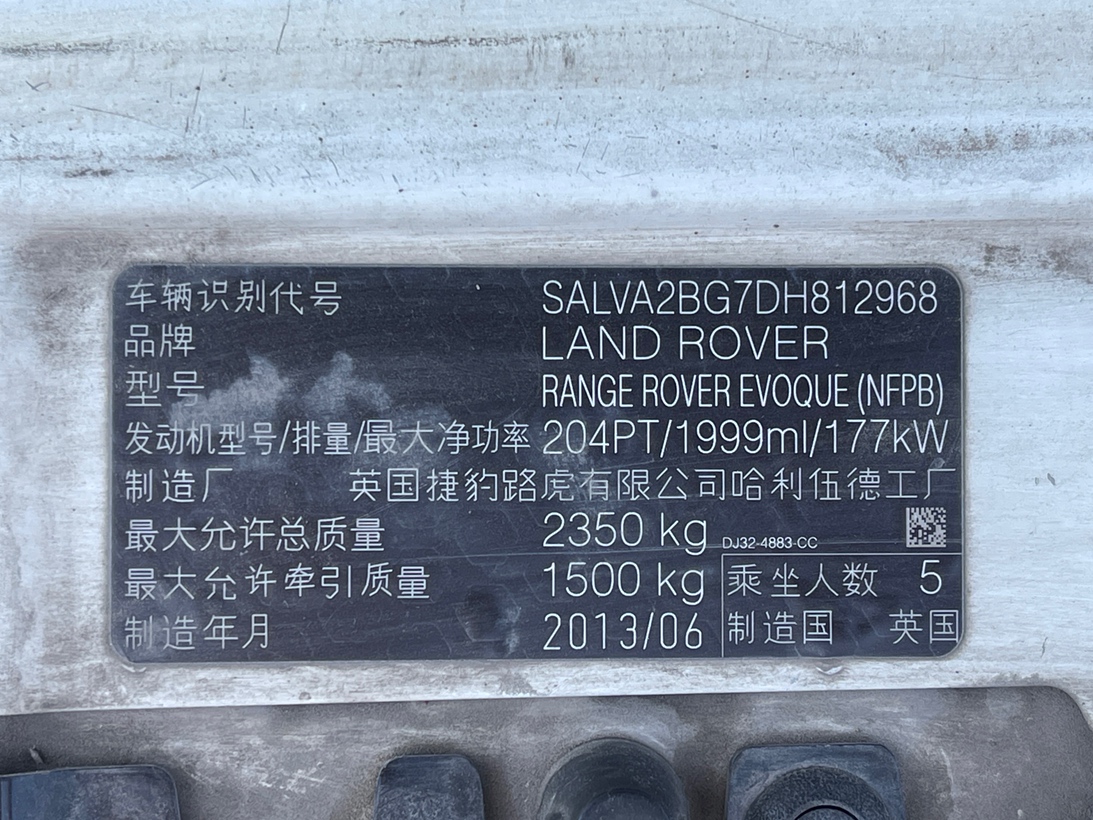 车辆识别代号 SALVA2BG7DH812968
品牌 LAND ROVER
型号 RANGE ROVER EVOQUE (NFPB)
发动机型号/排量/最大净功率 204PT/1999ml/177kW
制造厂 英国捷豹路虎有限公司哈利伍德工厂
最大允许总质量 2350 kg DJ32-4883-CC
最大允许牵引质量 1500 kg 乘坐人数 5
制造年月 2013/06 制造国 英国